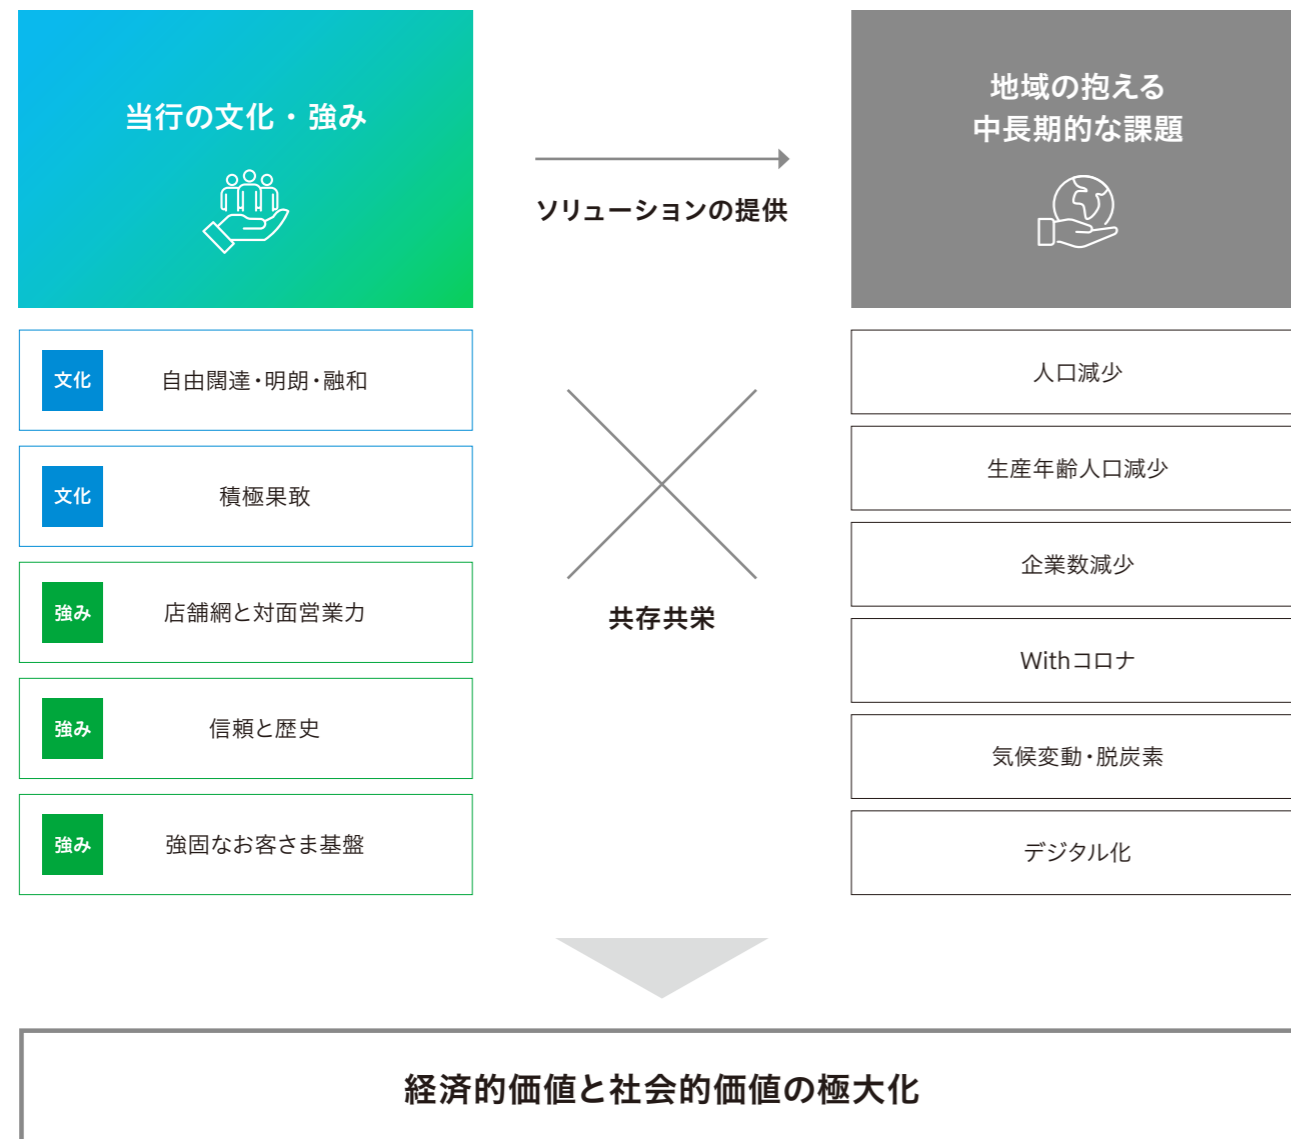 当行の文化・強み
ソリューションの提供
地域の抱える
中長期的な課題
文化 自由闊達・明朗・融和
文化 積極果敢
強み 店舗網と対面営業力
強み 信頼と歴史
強み 強固なお客さま基盤
共存共栄
人口減少
生産年齢人口減少
企業数減少
Withコロナ
気候変動・脱炭素
デジタル化
経済的価値と社会的価値の極大化